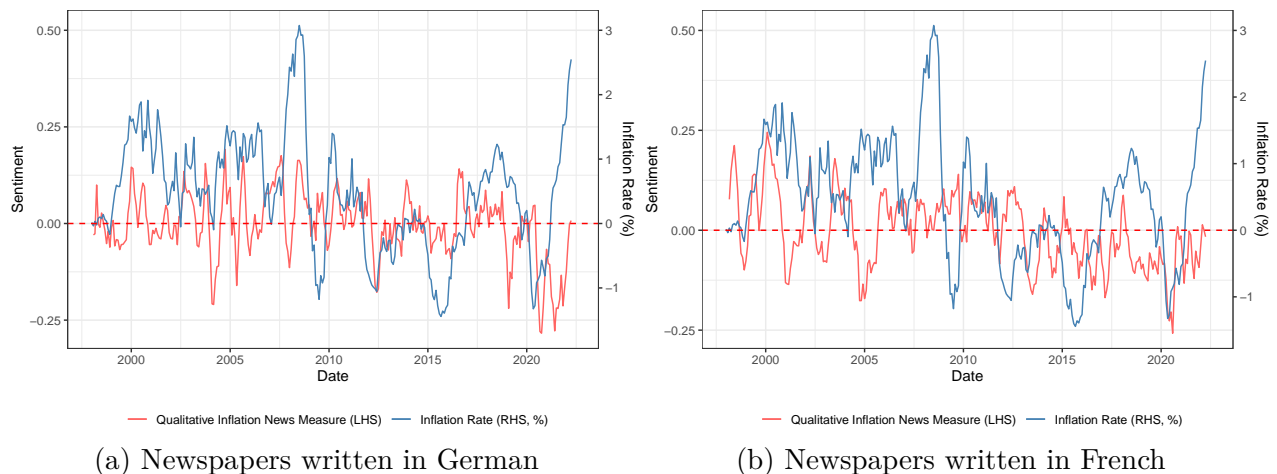 0.50
0.25
0.00
−0.25
Sentiment
3
2
1
0
−1
Inflation Rate (%)
2000 2005 2010 2015 2020
Date
Qualitative Inflation News Measure (LHS) Inflation Rate (RHS, %)
(a) Newspapers written in German
0.50
0.25
0.00
−0.25
Sentiment
3
2
1
0
−1
Inflation Rate (%)
2000 2005 2010 2015 2020
Date
Qualitative Inflation News Measure (LHS) Inflation Rate (RHS, %)
(b) Newspapers written in French